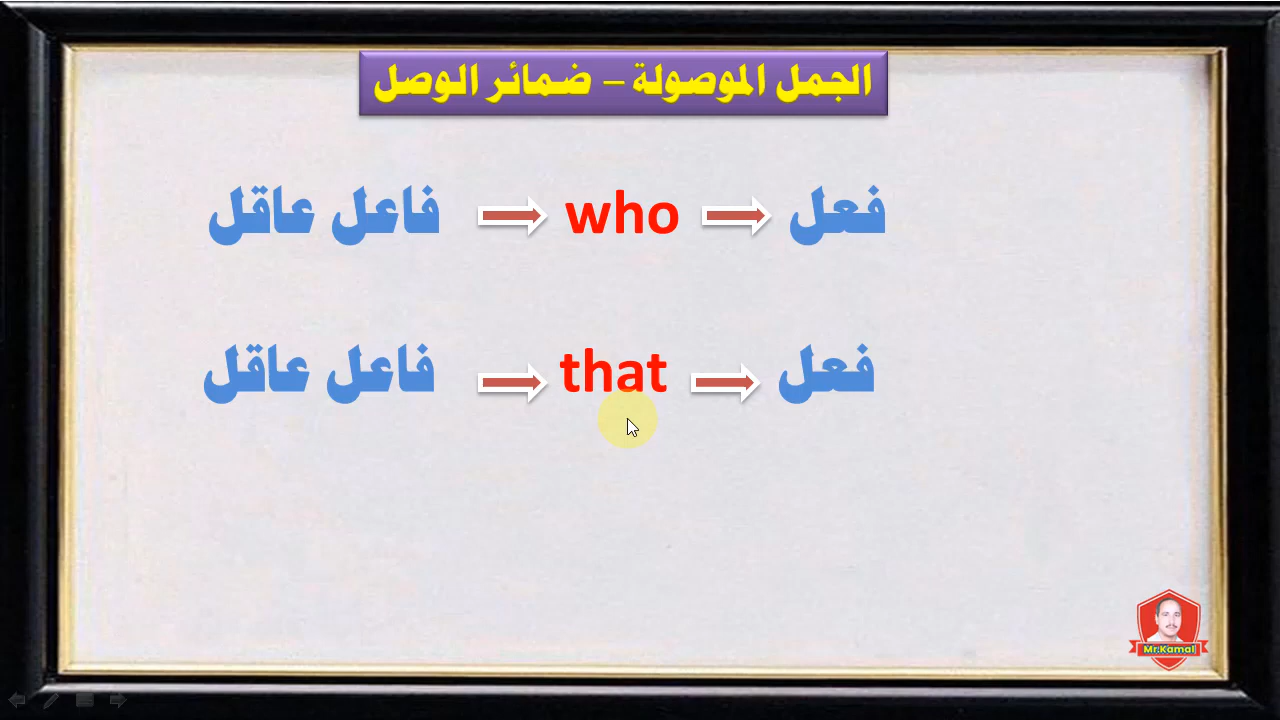 الجمل الموصولة – ضمائر الوصل
فاعل عاقل who فعل
فاعل عاقل that فعل
Mr.Kamal